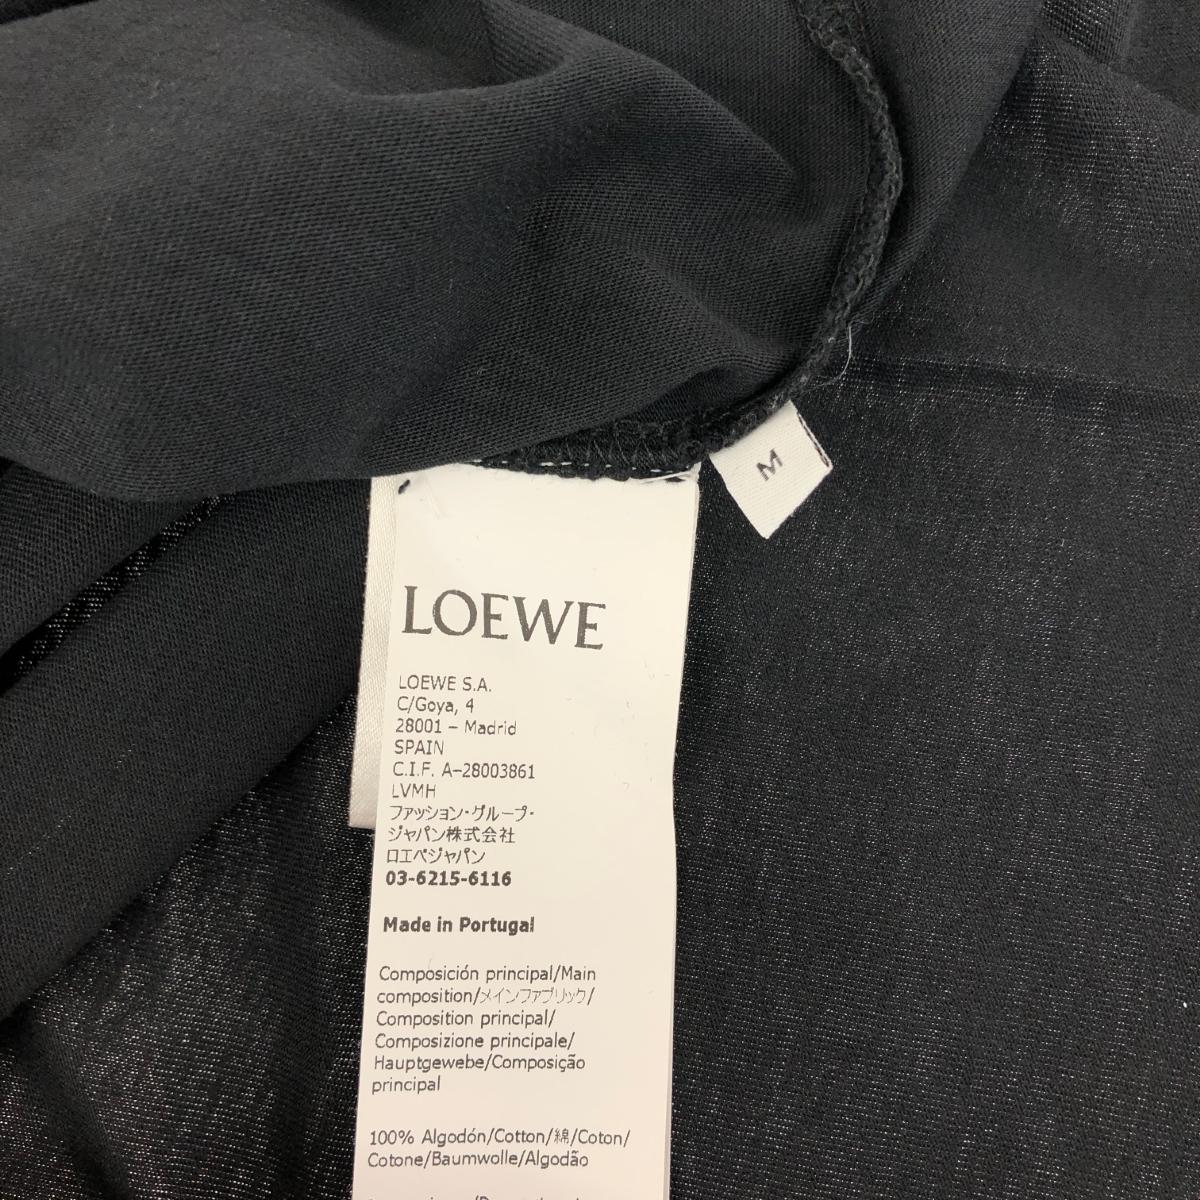 M
LOEWE
LOEWE S.A.
C/Goya, 4
28001 – Madrid
SPAIN
C.I.F. A-28003861
LVMH
ファッション・グループ・
ジャパン株式会社
ロエベジャパン
03-6215-6116
Made in Portugal
Composición principal/Main
composition/メインファブリック/
Composition principal/
Composizione principale/
Hauptgewebe/Composição
principal
100% Algodón/Cotton/綿/Coton/
Cotone/Baumwolle/Algodão